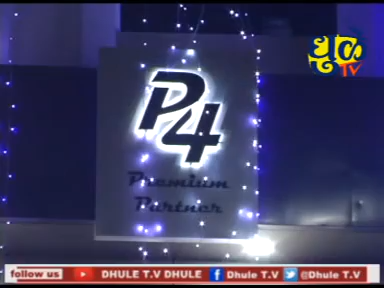 धुळे
TV
P4
Premium
Partner
follow us DHULE T.V DHULE Dhule T.V @Dhule T.V